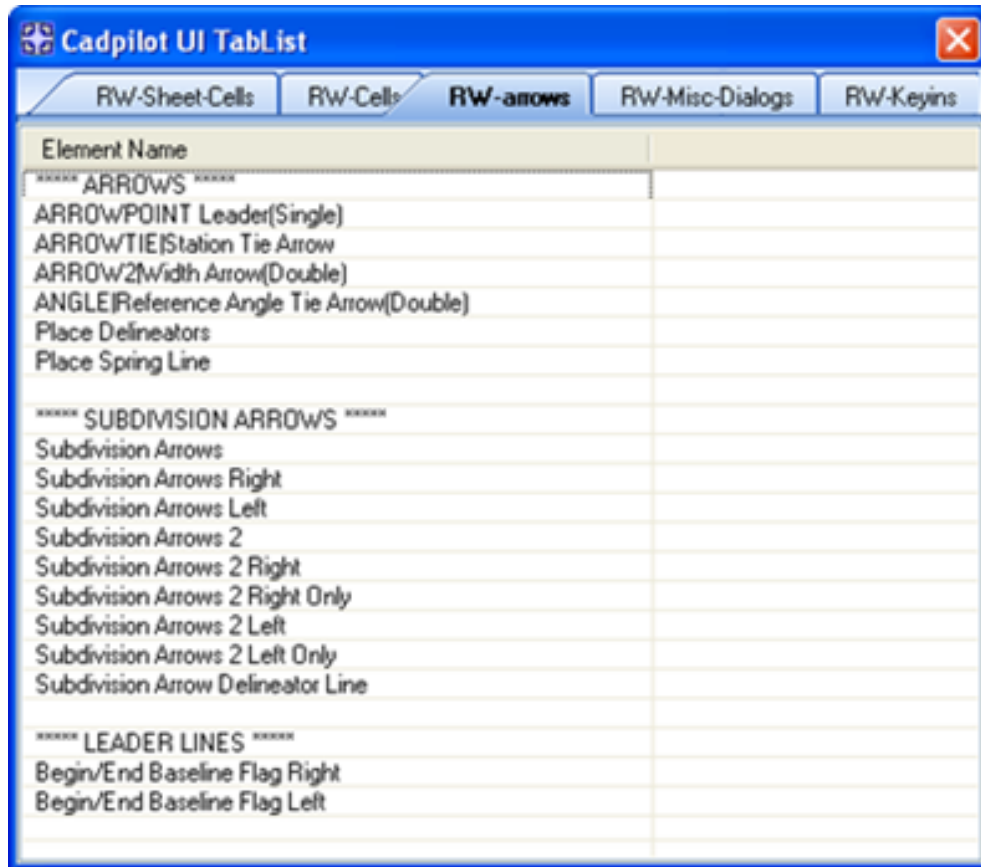 Cadpilot UI TabList
RW-Sheet-Cells RW-Cells RW-arrows RW-Misc-Dialogs RW-Keyins
Element Name
***** ARROWS *****
ARROWPOINT Leader(Single)
ARROWTIE|Station Tie Arrow
ARROW2|Width Arrow(Double)
ANGLE|Reference Angle Tie Arrow(Double)
Place Delineators
Place Spring Line
***** SUBDIVISION ARROWS *****
Subdivision Arrows
Subdivision Arrows Right
Subdivision Arrows Left
Subdivision Arrows 2
Subdivision Arrows 2 Right
Subdivision Arrows 2 Right Only
Subdivision Arrows 2 Left
Subdivision Arrows 2 Left Only
Subdivision Arrow Delineator Line
***** LEADER LINES *****
Begin/End Baseline Flag Right
Begin/End Baseline Flag Left